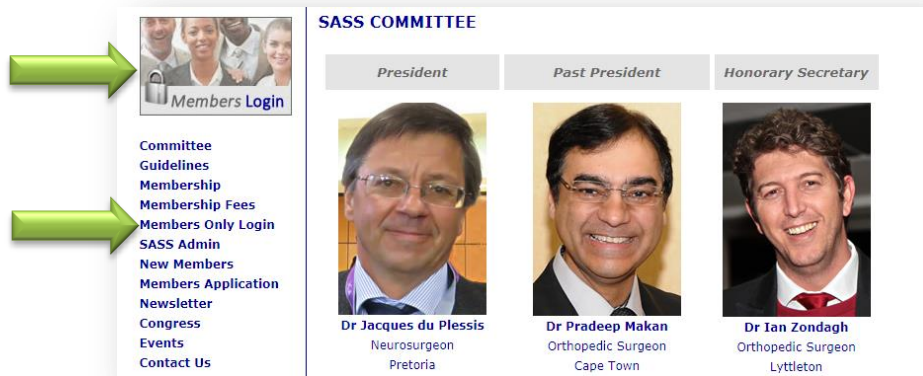 Members Login
Committee
Guidelines
Membership
Membership Fees
Members Only Login
SASS Admin
New Members
Members Application
Newsletter
Congress
Events
Contact Us
SASS COMMITTEE
President
Past President
Honorary Secretary
Dr Jacques du Plessis
Neurosurgeon
Pretoria
Dr Pradeep Makan
Orthopedic Surgeon
Cape Town
Dr Ian Zondagh
Orthopedic Surgeon
Lyttleton